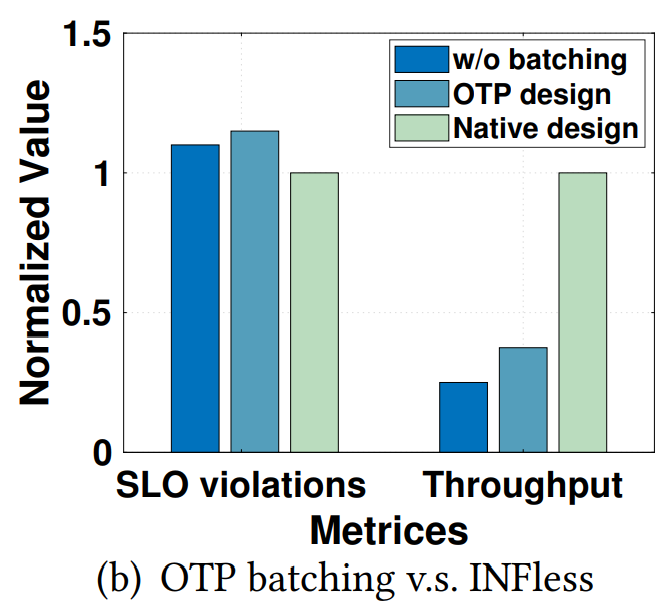 1.5
1
0.5
0
Normalized Value
w/o batching
OTP design
Native design
SLO violations
Throughput
Metrices
(b) OTP batching v.s. INFless